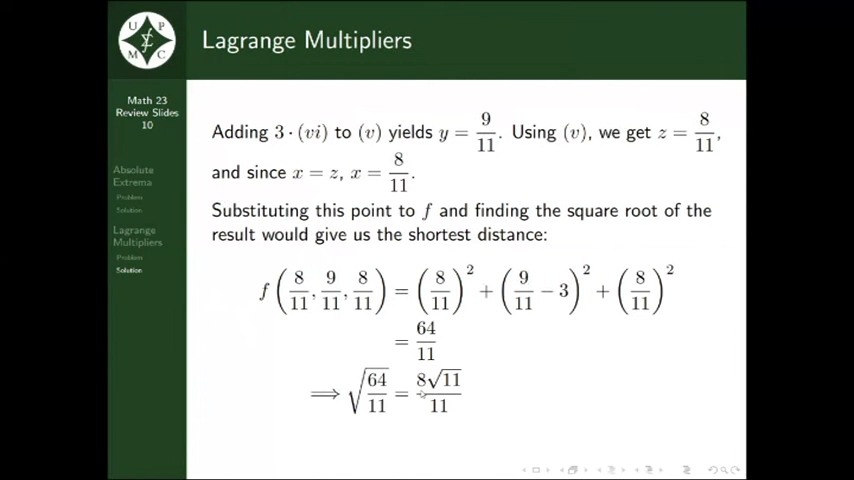 U P
M C
Lagrange Multipliers
Math 23
Review Slides
10
Absolute
Extrema
Problem
Solution
Lagrange
Multipliers
Problem
Solution
Adding 3 · (vi) to (v) yields y = 9/11. Using (v), we get z = 8/11,
and since x = z, x = 8/11.
Substituting this point to f and finding the square root of the
result would give us the shortest distance:
f(8/11, 9/11, 8/11) = (8/11)² + (9/11 − 3)² + (8/11)²
= 64/11
⟹ √(64/11) = 8√11/11